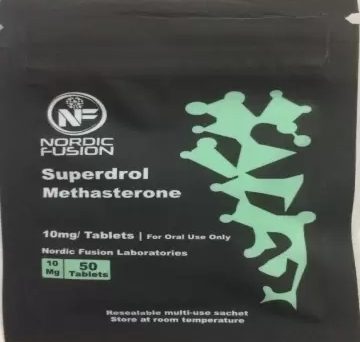 NF
NORDIC
FUSION
Superdrol
Methasterone
10mg/ Tablets | For Oral Use Only
Nordic Fusion Laboratories
10 Mg 50 Tablets
Resealable multi-use sachet
Store at room temperature